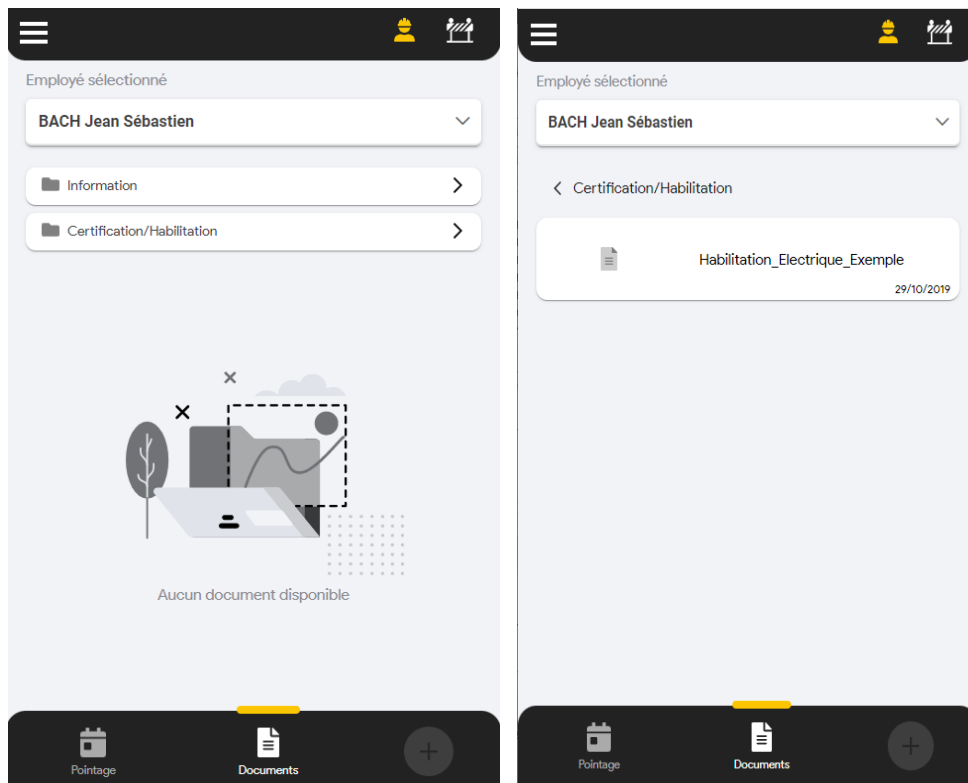 Employé sélectionné
BACH Jean Sébastien
Information
Certification/Habilitation
Aucun document disponible
Pointage
Documents
Employé sélectionné
BACH Jean Sébastien
Certification/Habilitation
Habilitation_Electrique_Exemple
29/10/2019
Pointage
Documents